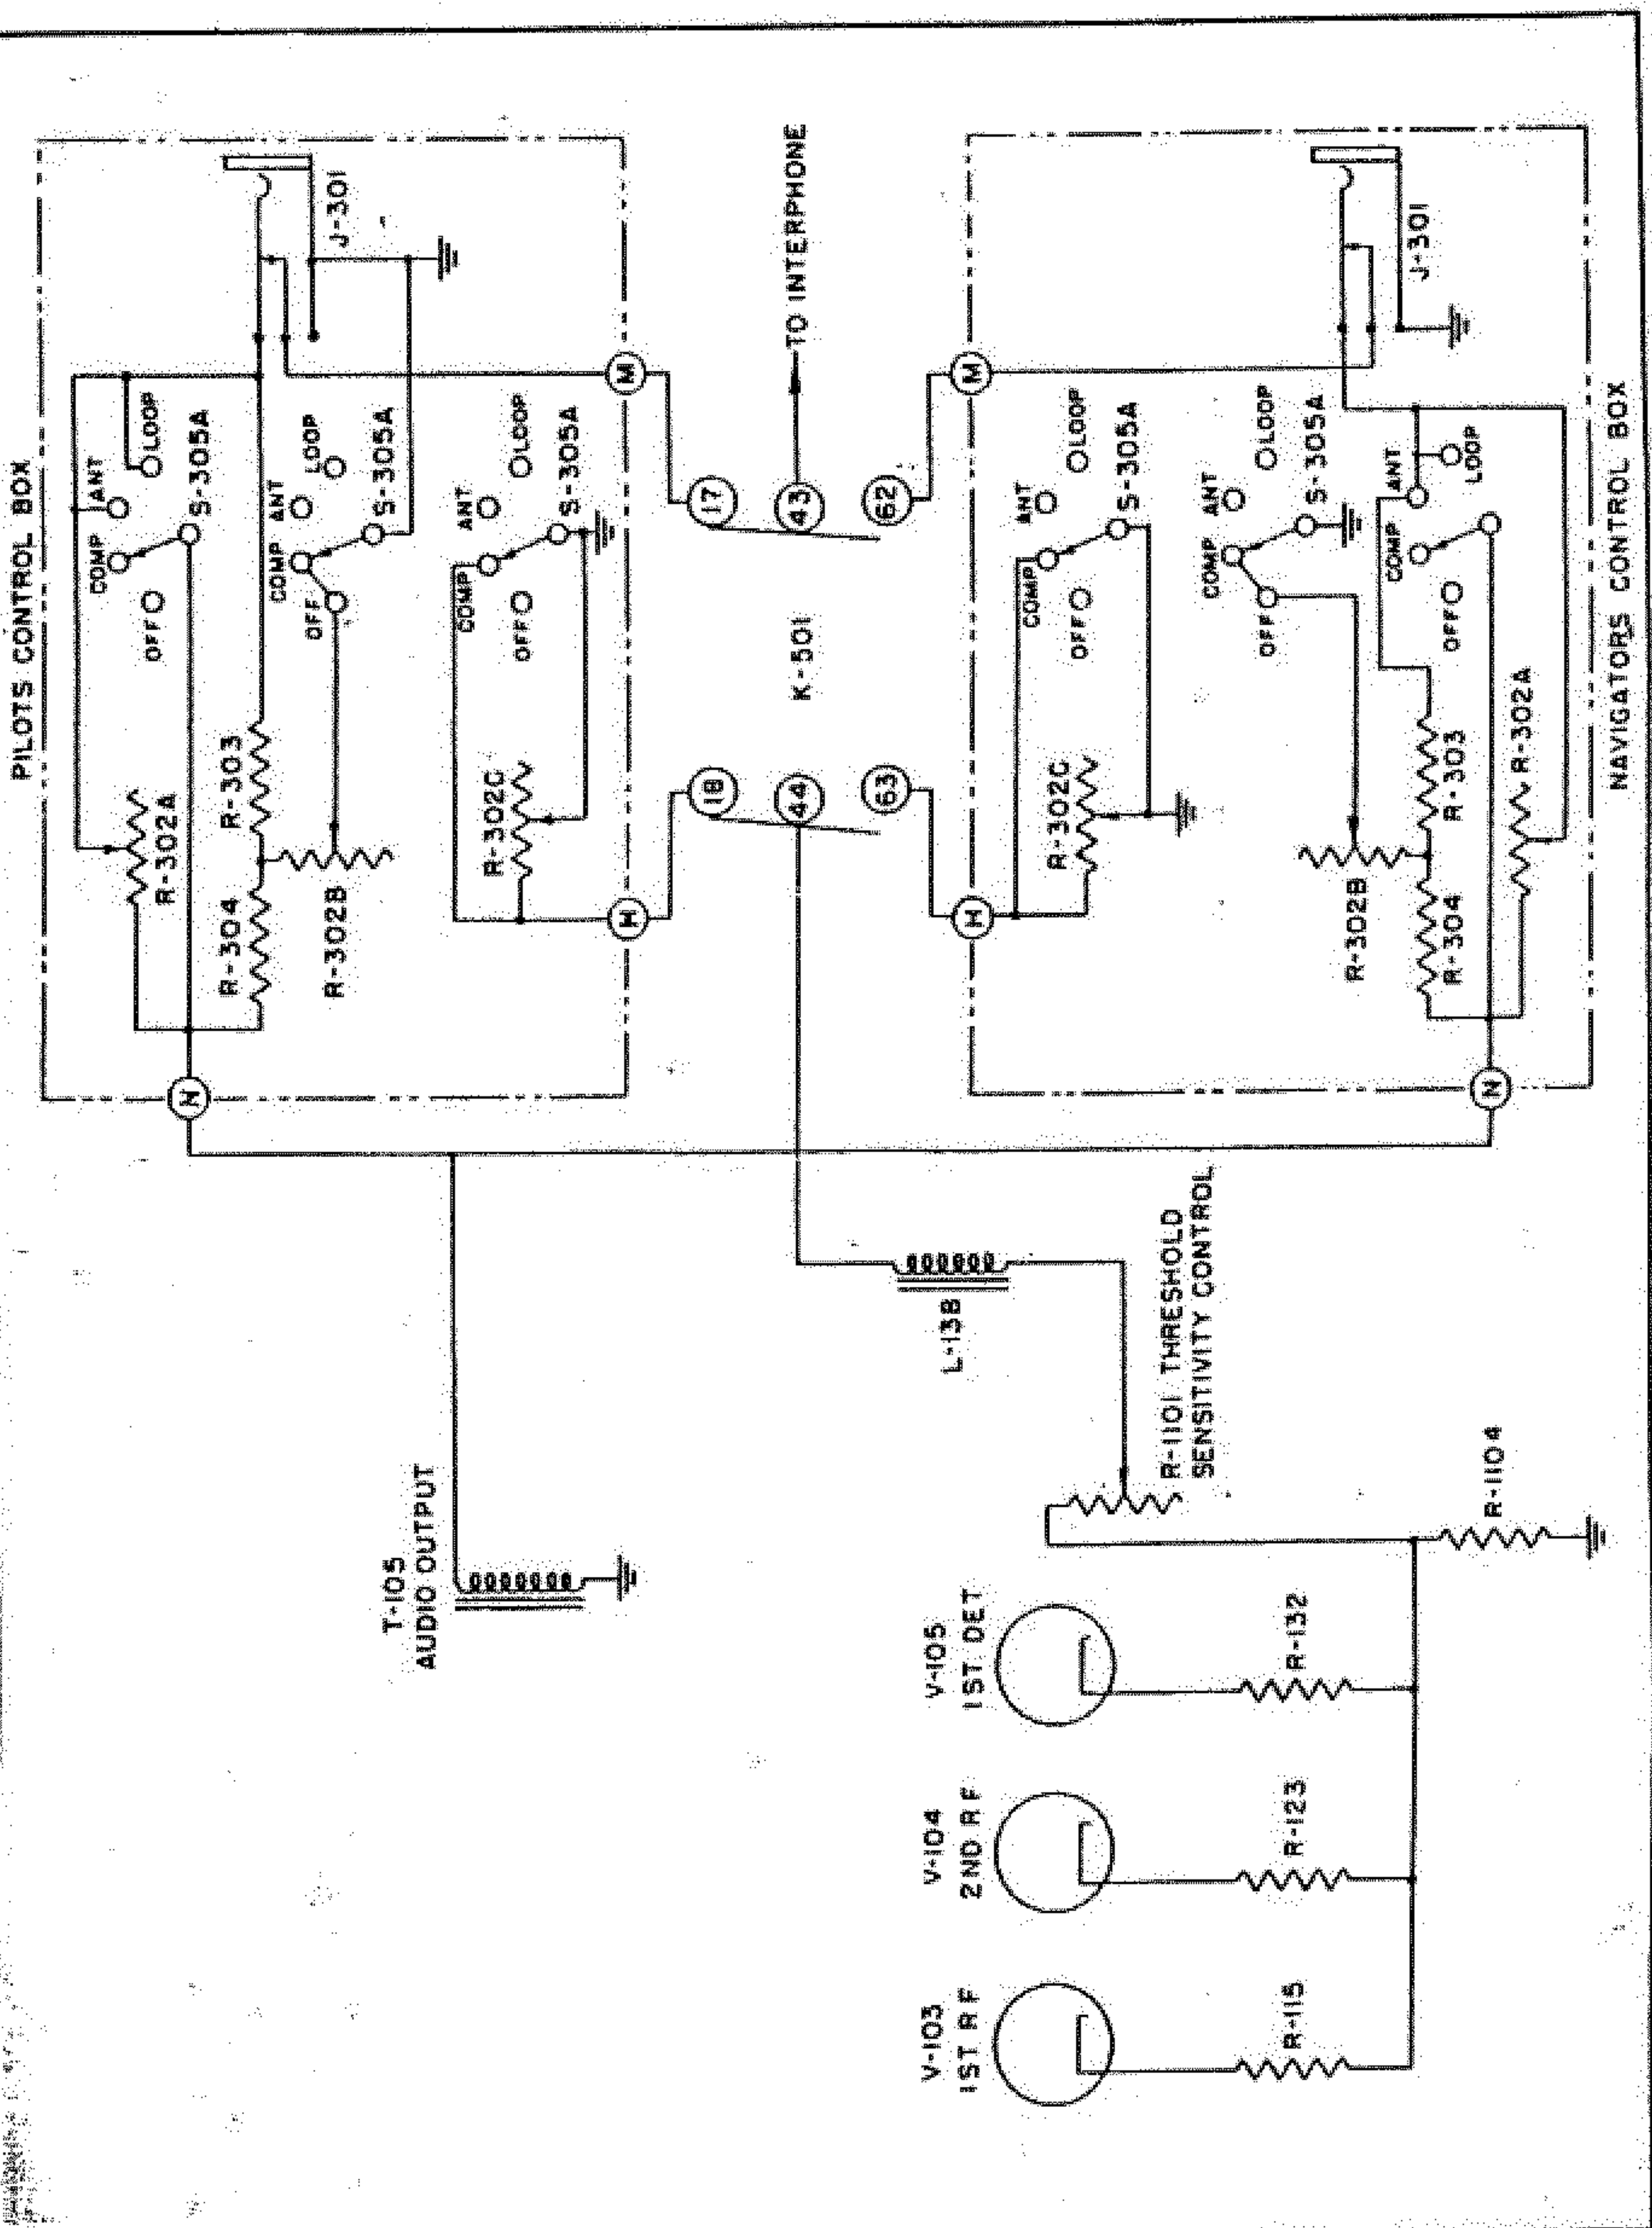 PILOTS CONTROL BOX
R-302A
COMP
ANT
LOOP
OFF
S-305A
R-304
R-303
R-302B
OFF
COMP
ANT
LOOP
S-305A
J-301
R-302C
COMP
ANT
LOOP
OFF
S-305A
N
H
M
18
17
44
K-501
43
TO INTERPHONE
63
62
H
M
R-302C
COMP
ANT
LOOP
OFF
S-305A
R-302B
COMP
ANT
LOOP
OFF
S-305A
J-301
R-304
R-303
COMP
ANT
LOOP
OFF
R-302A
N
NAVIGATORS CONTROL BOX
T-105
AUDIO OUTPUT
L-13B
R-1101 THRESHOLD
SENSITIVITY CONTROL
V-103
1ST RF
V-104
2ND RF
V-105
1ST DET
R-115
R-123
R-132
R-1104